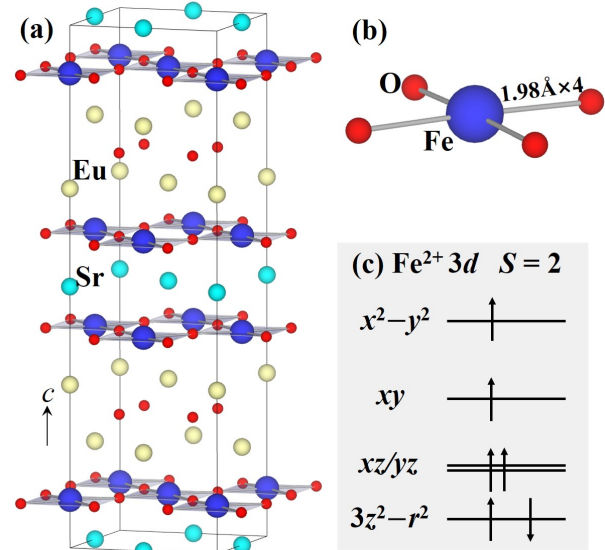 (a)
Eu
Sr
c
(b)
O
1.98Å×4
Fe
(c) Fe²⁺ 3d S = 2
x²−y²
xy
xz/yz
3z²−r²